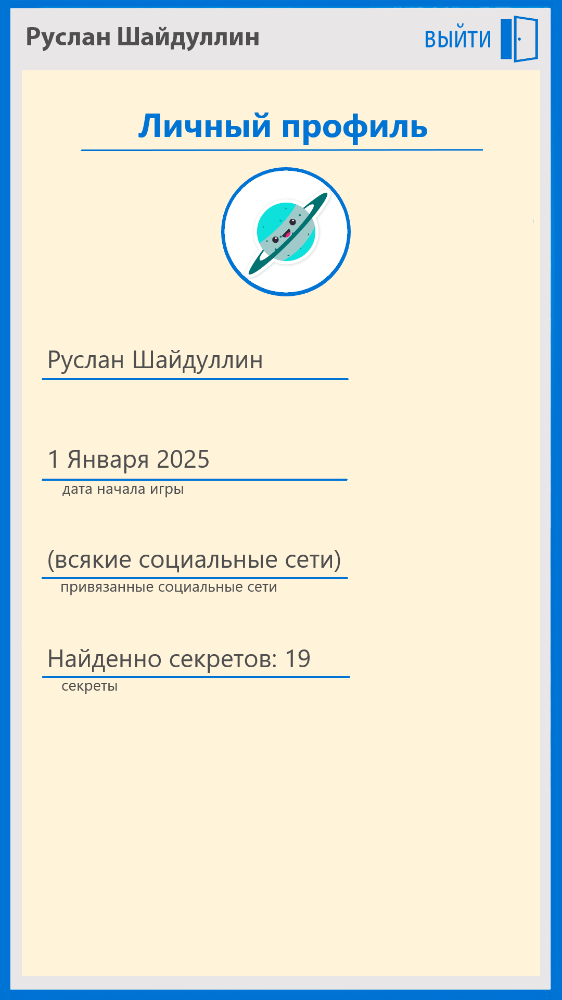 Руслан Шайдуллин
ВЫЙТИ
Личный профиль
Руслан Шайдуллин
1 Января 2025
дата начала игры
(всякие социальные сети)
привязанные социальные сети
Найденно секретов: 19
секреты